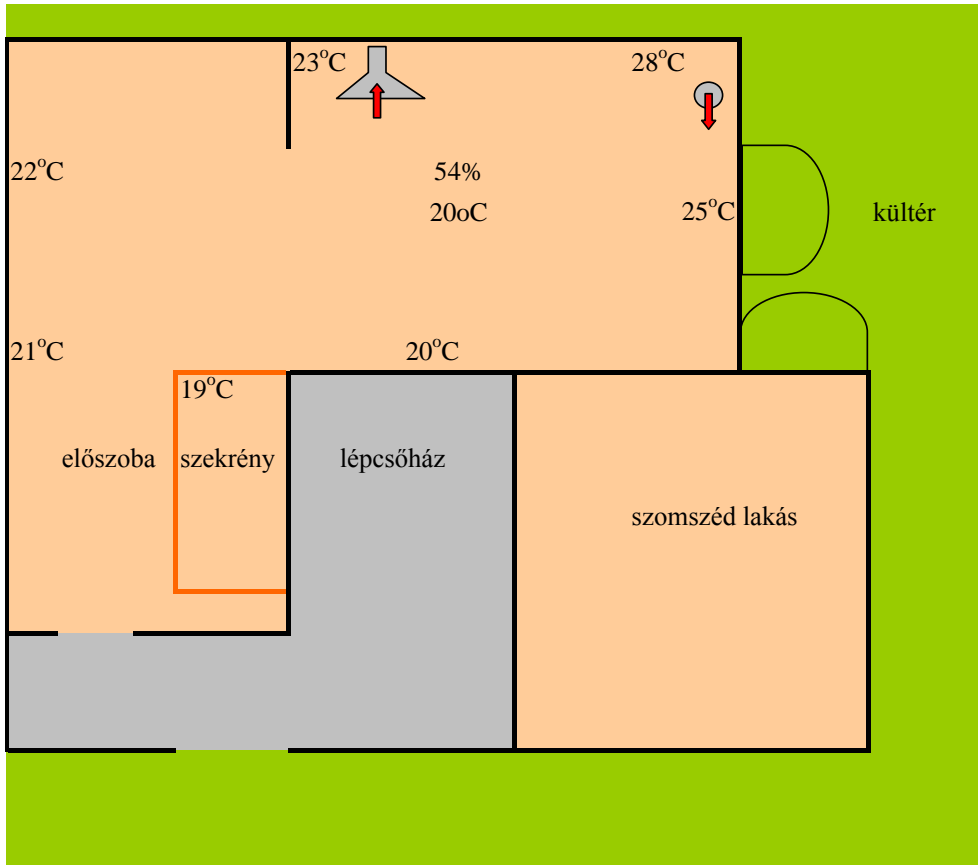 23°C
28°C
22°C
54%
20oC
25°C
kültér
21°C
20°C
19°C
előszoba
szekrény
lépcsőház
szomszéd lakás